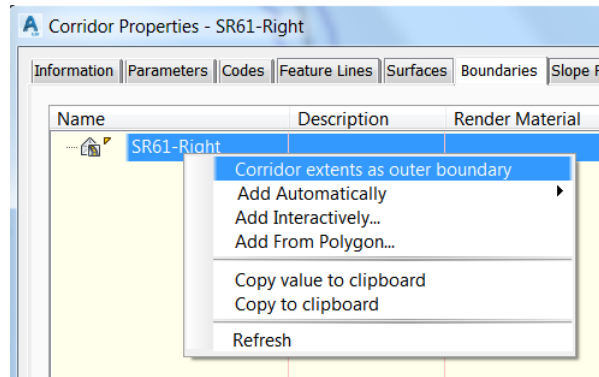 Corridor Properties - SR61-Right
Information Parameters Codes Feature Lines Surfaces Boundaries Slope
Name Description Render Material
SR61-Right
Corridor extents as outer boundary
Add Automatically
Add Interactively...
Add From Polygon...
Copy value to clipboard
Copy to clipboard
Refresh